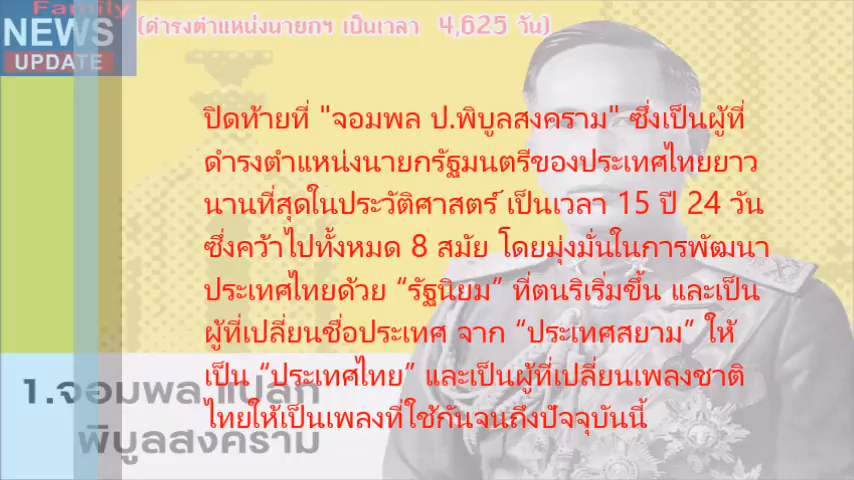 Family
NEWS
UPDATE
(ดำรงตำแหน่งนายกฯ เป็นเวลา 4,625 วัน)
ปิดท้ายที่ "จอมพล ป.พิบูลสงคราม" ซึ่งเป็นผู้ที่
ดำรงตำแหน่งนายกรัฐมนตรีของประเทศไทยยาว
นานที่สุดในประวัติศาสตร์ เป็นเวลา 15 ปี 24 วัน
ซึ่งคว้าไปทั้งหมด 8 สมัย โดยมุ่งมั่นในการพัฒนา
ประเทศไทยด้วย “รัฐนิยม” ที่ตนริเริ่มขึ้น และเป็น
ผู้ที่เปลี่ยนชื่อประเทศ จาก “ประเทศสยาม” ให้
เป็น “ประเทศไทย” และเป็นผู้ที่เปลี่ยนเพลงชาติ
ไทยให้เป็นเพลงที่ใช้กันจนถึงปัจจุบันนี้
1.จอมพล แปลก
พิบูลสงคราม